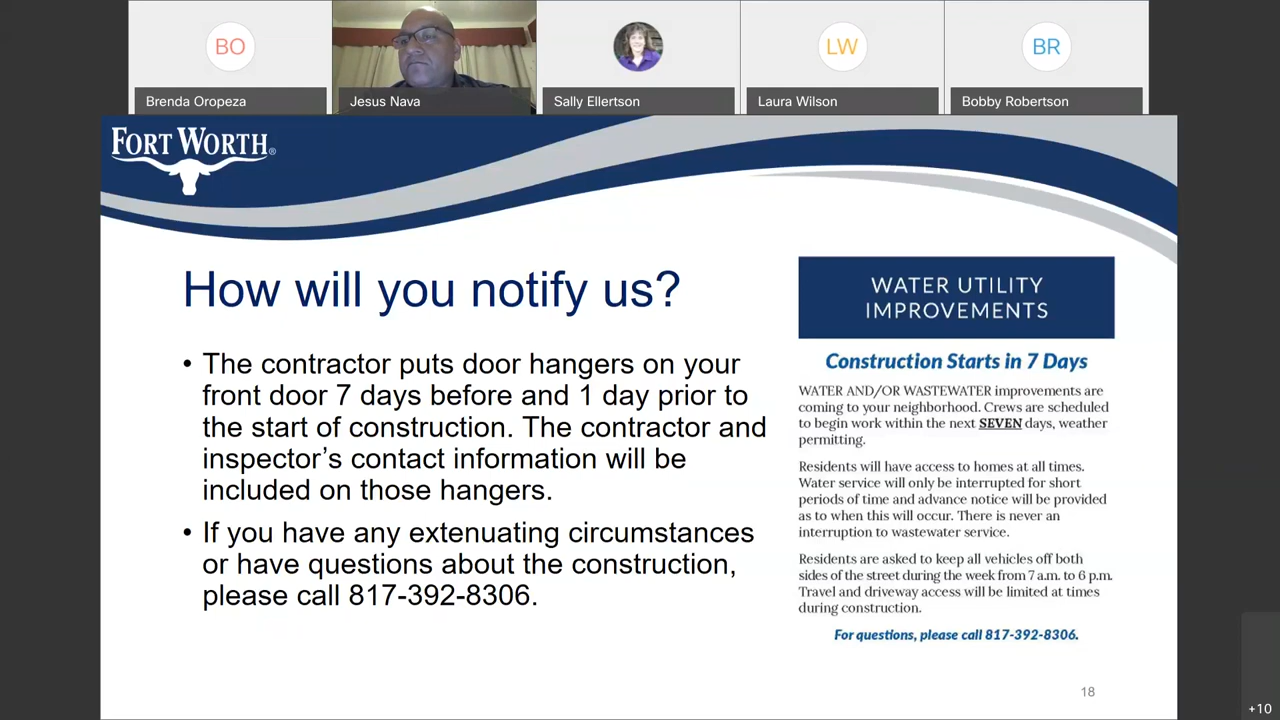 BO
LW
BR
Brenda Oropeza
Jesus Nava
Sally Ellertson
Laura Wilson
Bobby Robertson
FORT WORTH®
How will you notify us?
• The contractor puts door hangers on your
front door 7 days before and 1 day prior to
the start of construction. The contractor and
inspector’s contact information will be
included on those hangers.
• If you have any extenuating circumstances
or have questions about the construction,
please call 817-392-8306.
WATER UTILITY
IMPROVEMENTS
Construction Starts in 7 Days
WATER AND/OR WASTEWATER improvements are
coming to your neighborhood. Crews are scheduled
to begin work within the next SEVEN days, weather
permitting.
Residents will have access to homes at all times.
Water service will only be interrupted for short
periods of time and advance notice will be provided
as to when this will occur. There is never an
interruption to wastewater service.
Residents are asked to keep all vehicles off both
sides of the street during the week from 7 a.m. to 6 p.m.
Travel and driveway access will be limited at times
during construction.
For questions, please call 817-392-8306.
18
+10